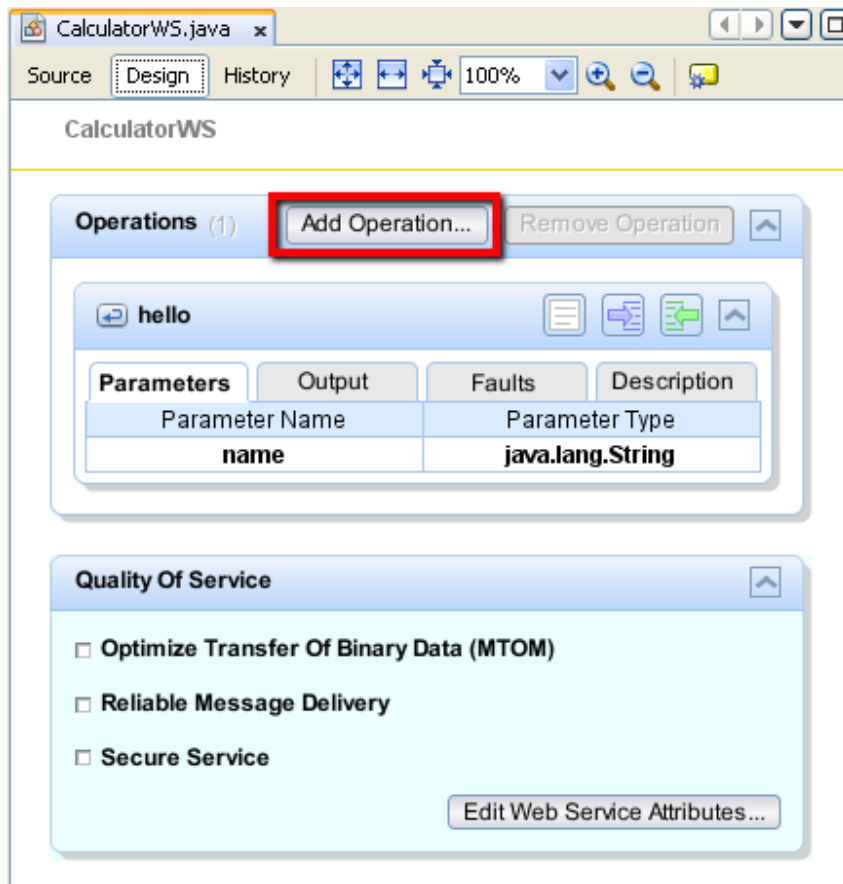 CalculatorWS.java x
Source Design History 100%
CalculatorWS
Operations (1) Add Operation... Remove Operation
hello
Parameters Output Faults Description
Parameter Name Parameter Type
name java.lang.String
Quality Of Service
Optimize Transfer Of Binary Data (MTOM)
Reliable Message Delivery
Secure Service
Edit Web Service Attributes...